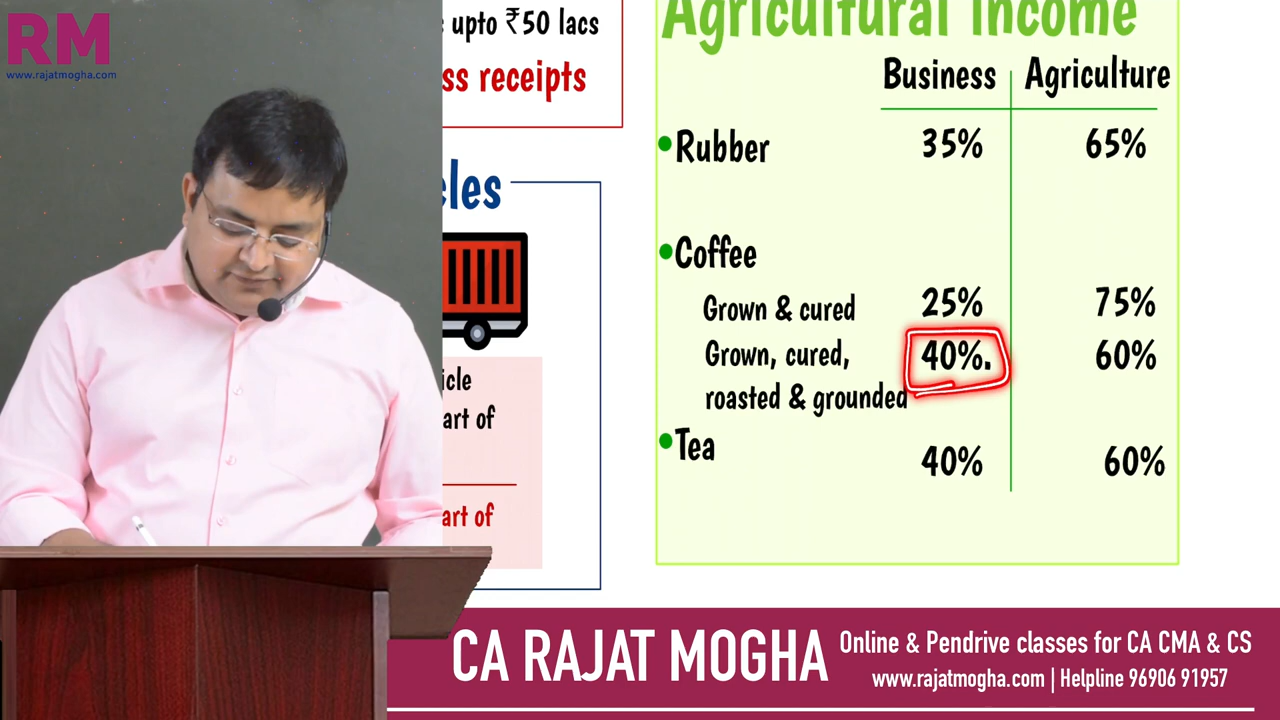 RM
www.rajatmogha.com
upto ₹50 lacs
ss receipts
cles
icle
art of
art of
Agricultural Income
Business Agriculture
•Rubber 35% 65%
•Coffee
Grown & cured 25% 75%
Grown, cured, 40%. 60%
roasted & grounded
•Tea
40% 60%
CA RAJAT MOGHA
Online & Pendrive classes for CA CMA & CS
www.rajatmogha.com | Helpline 96906 91957